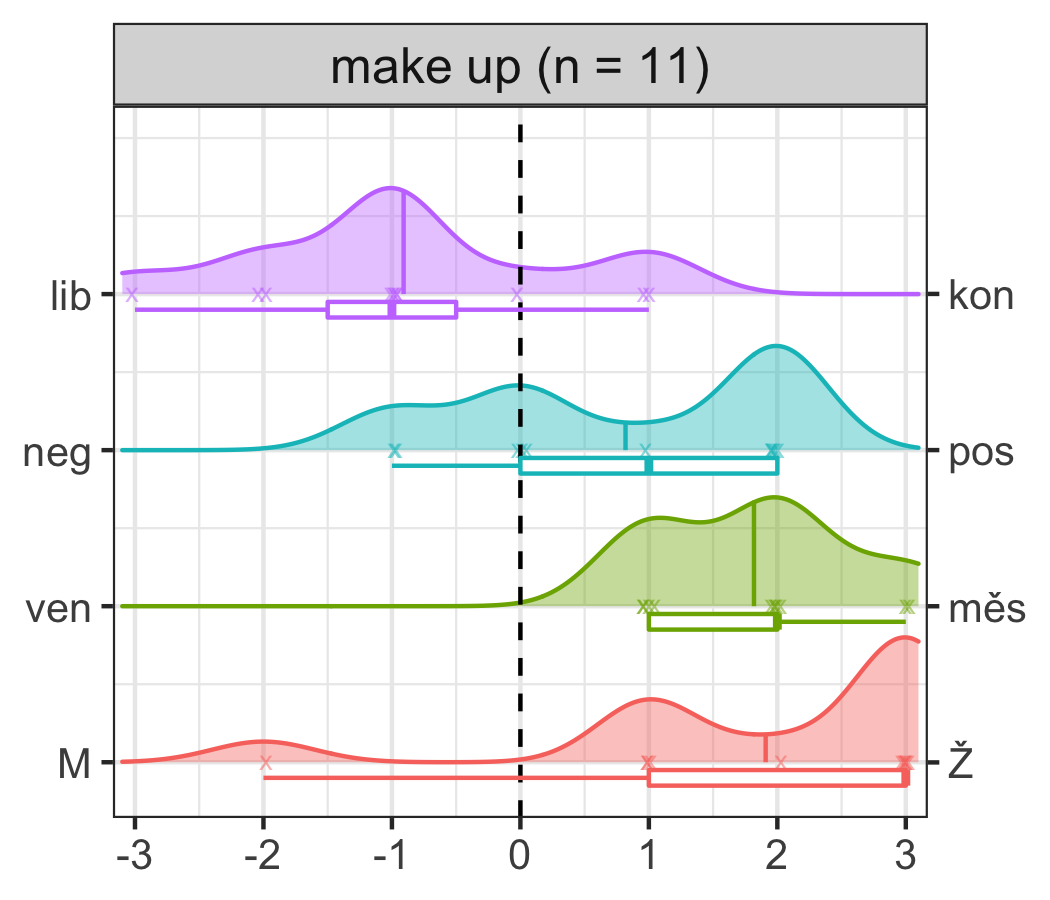 make up (n = 11)
lib kon
neg pos
ven měs
M Ž
-3 -2 -1 0 1 2 3